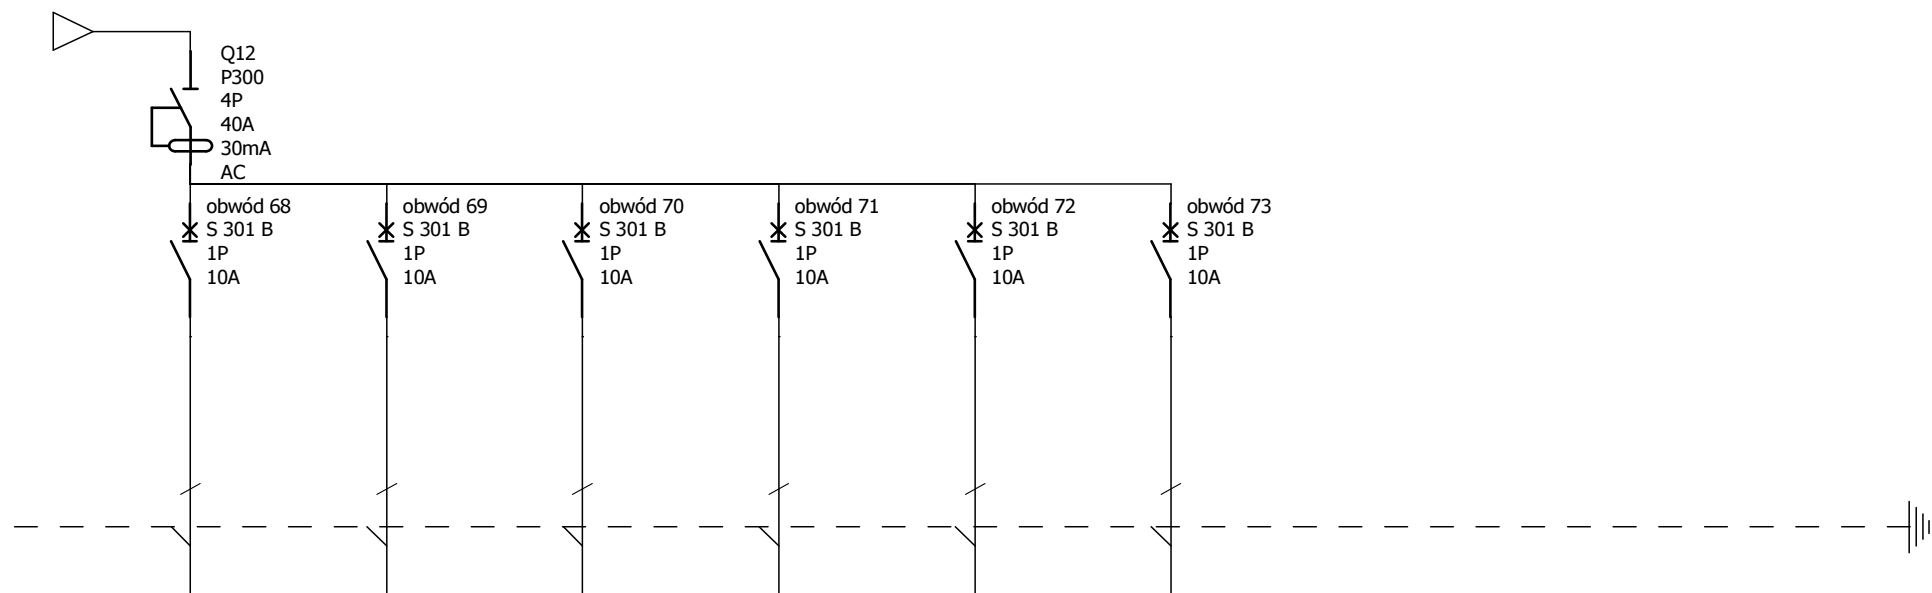 Q12
P300
4P
40A
30mA
AC
obwód 68
S 301 B
1P
10A
obwód 69
S 301 B
1P
10A
obwód 70
S 301 B
1P
10A
obwód 71
S 301 B
1P
10A
obwód 72
S 301 B
1P
10A
obwód 73
S 301 B
1P
10A